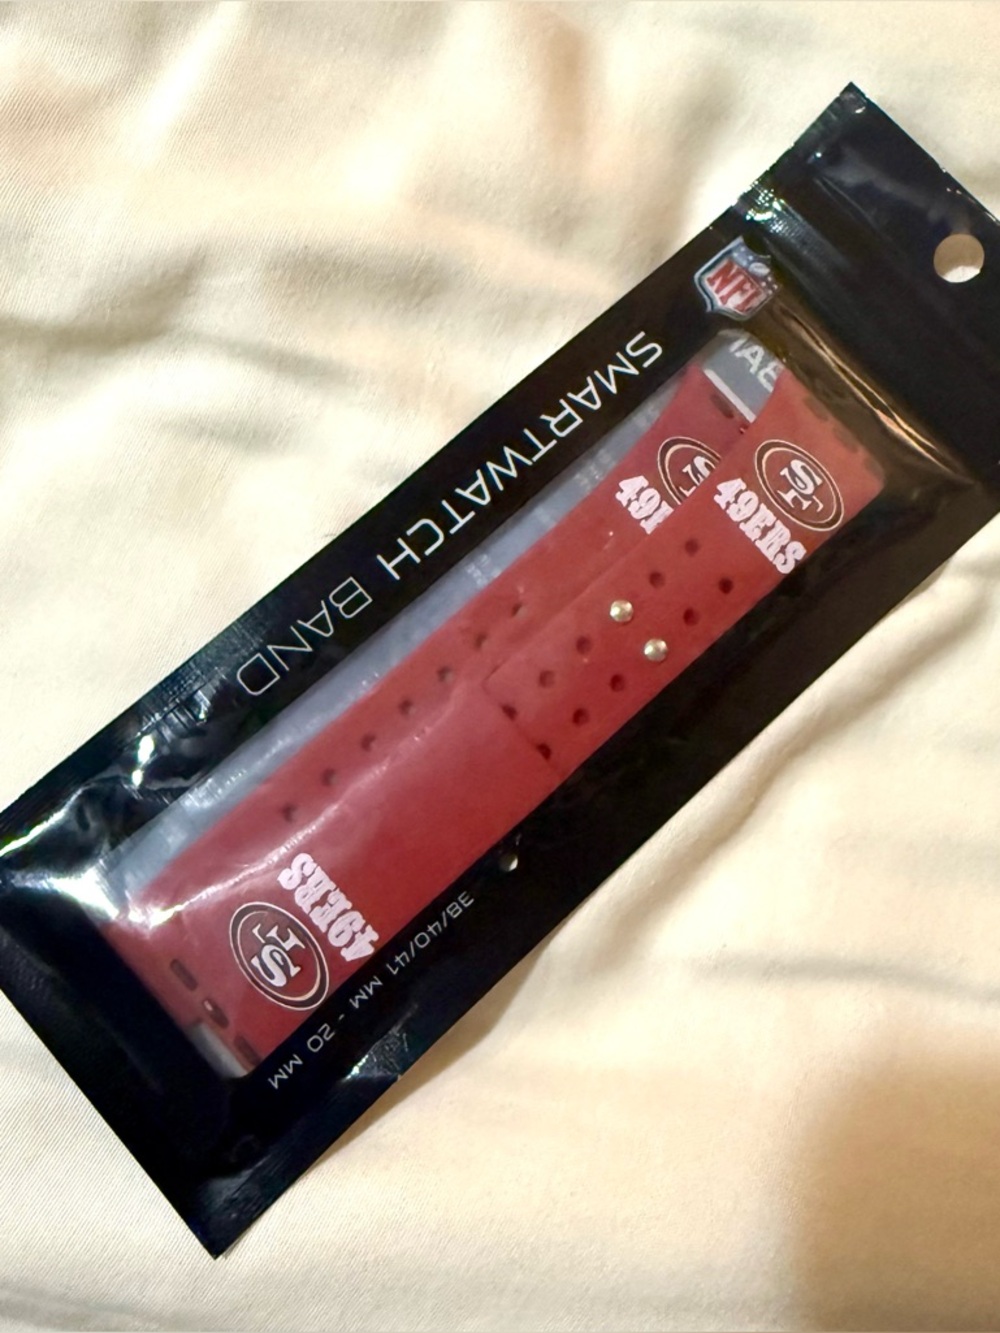 NFL
SMARTWATCH BAND
SF
49ERS
SF
49ERS
38/40/41 MM - 20 MM